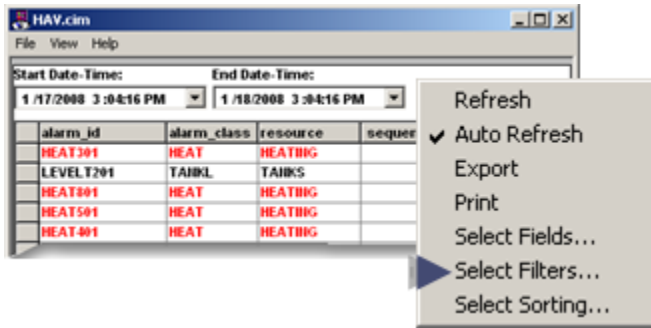 HAV.cim
File View Help
Start Date-Time: End Date-Time:
1 /17/2008 3 :04:16 PM 1 /18/2008 3 :04:16 PM
alarm_id alarm_class resource sequen
HEAT301 HEAT HEATING
LEVELT201 TANKL TANKS
HEAT801 HEAT HEATING
HEAT501 HEAT HEATING
HEAT401 HEAT HEATING
Refresh
Auto Refresh
Export
Print
Select Fields...
Select Filters...
Select Sorting...